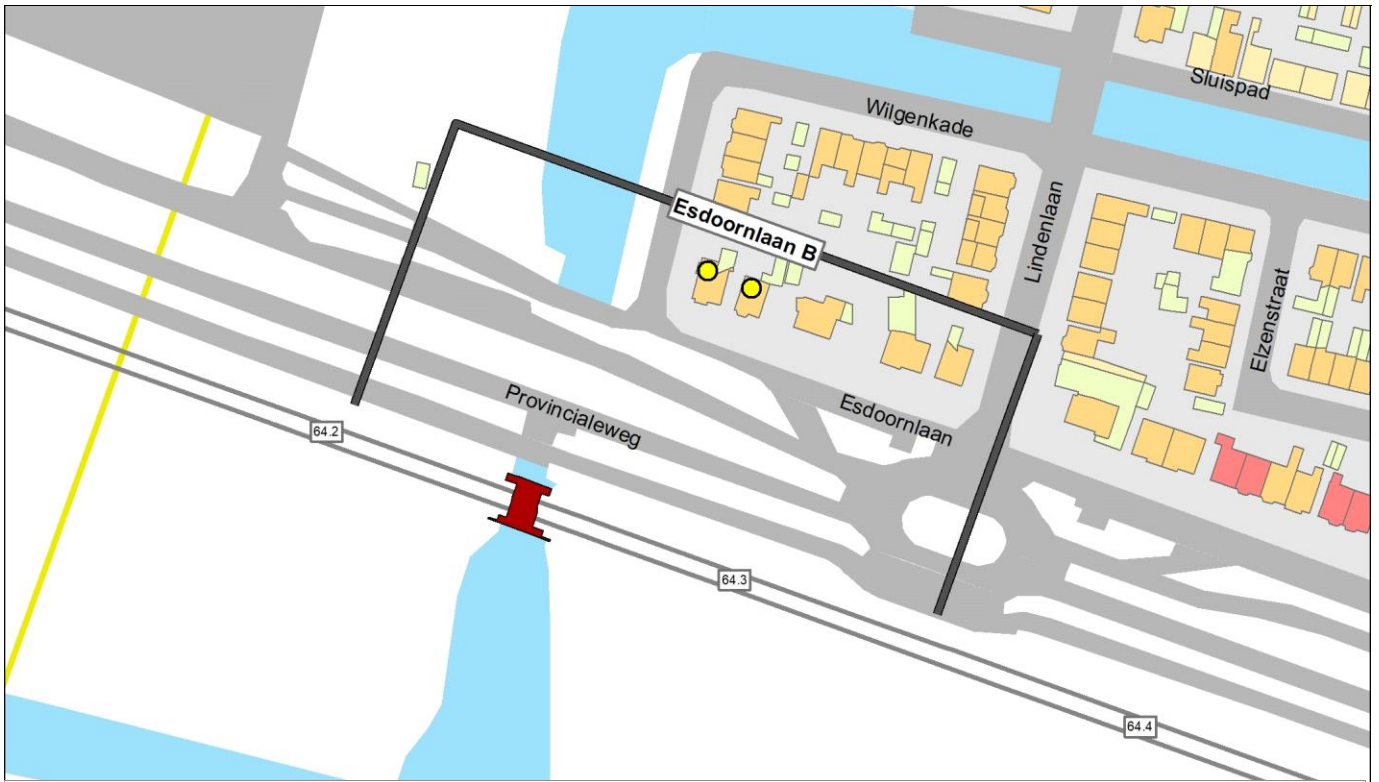 Sluispad
Wilgenkade
Lindenlaan
Esdoornlaan B
Elzenstraat
Esdoornlaan
Provincialeweg
64.2
64.3
64.4